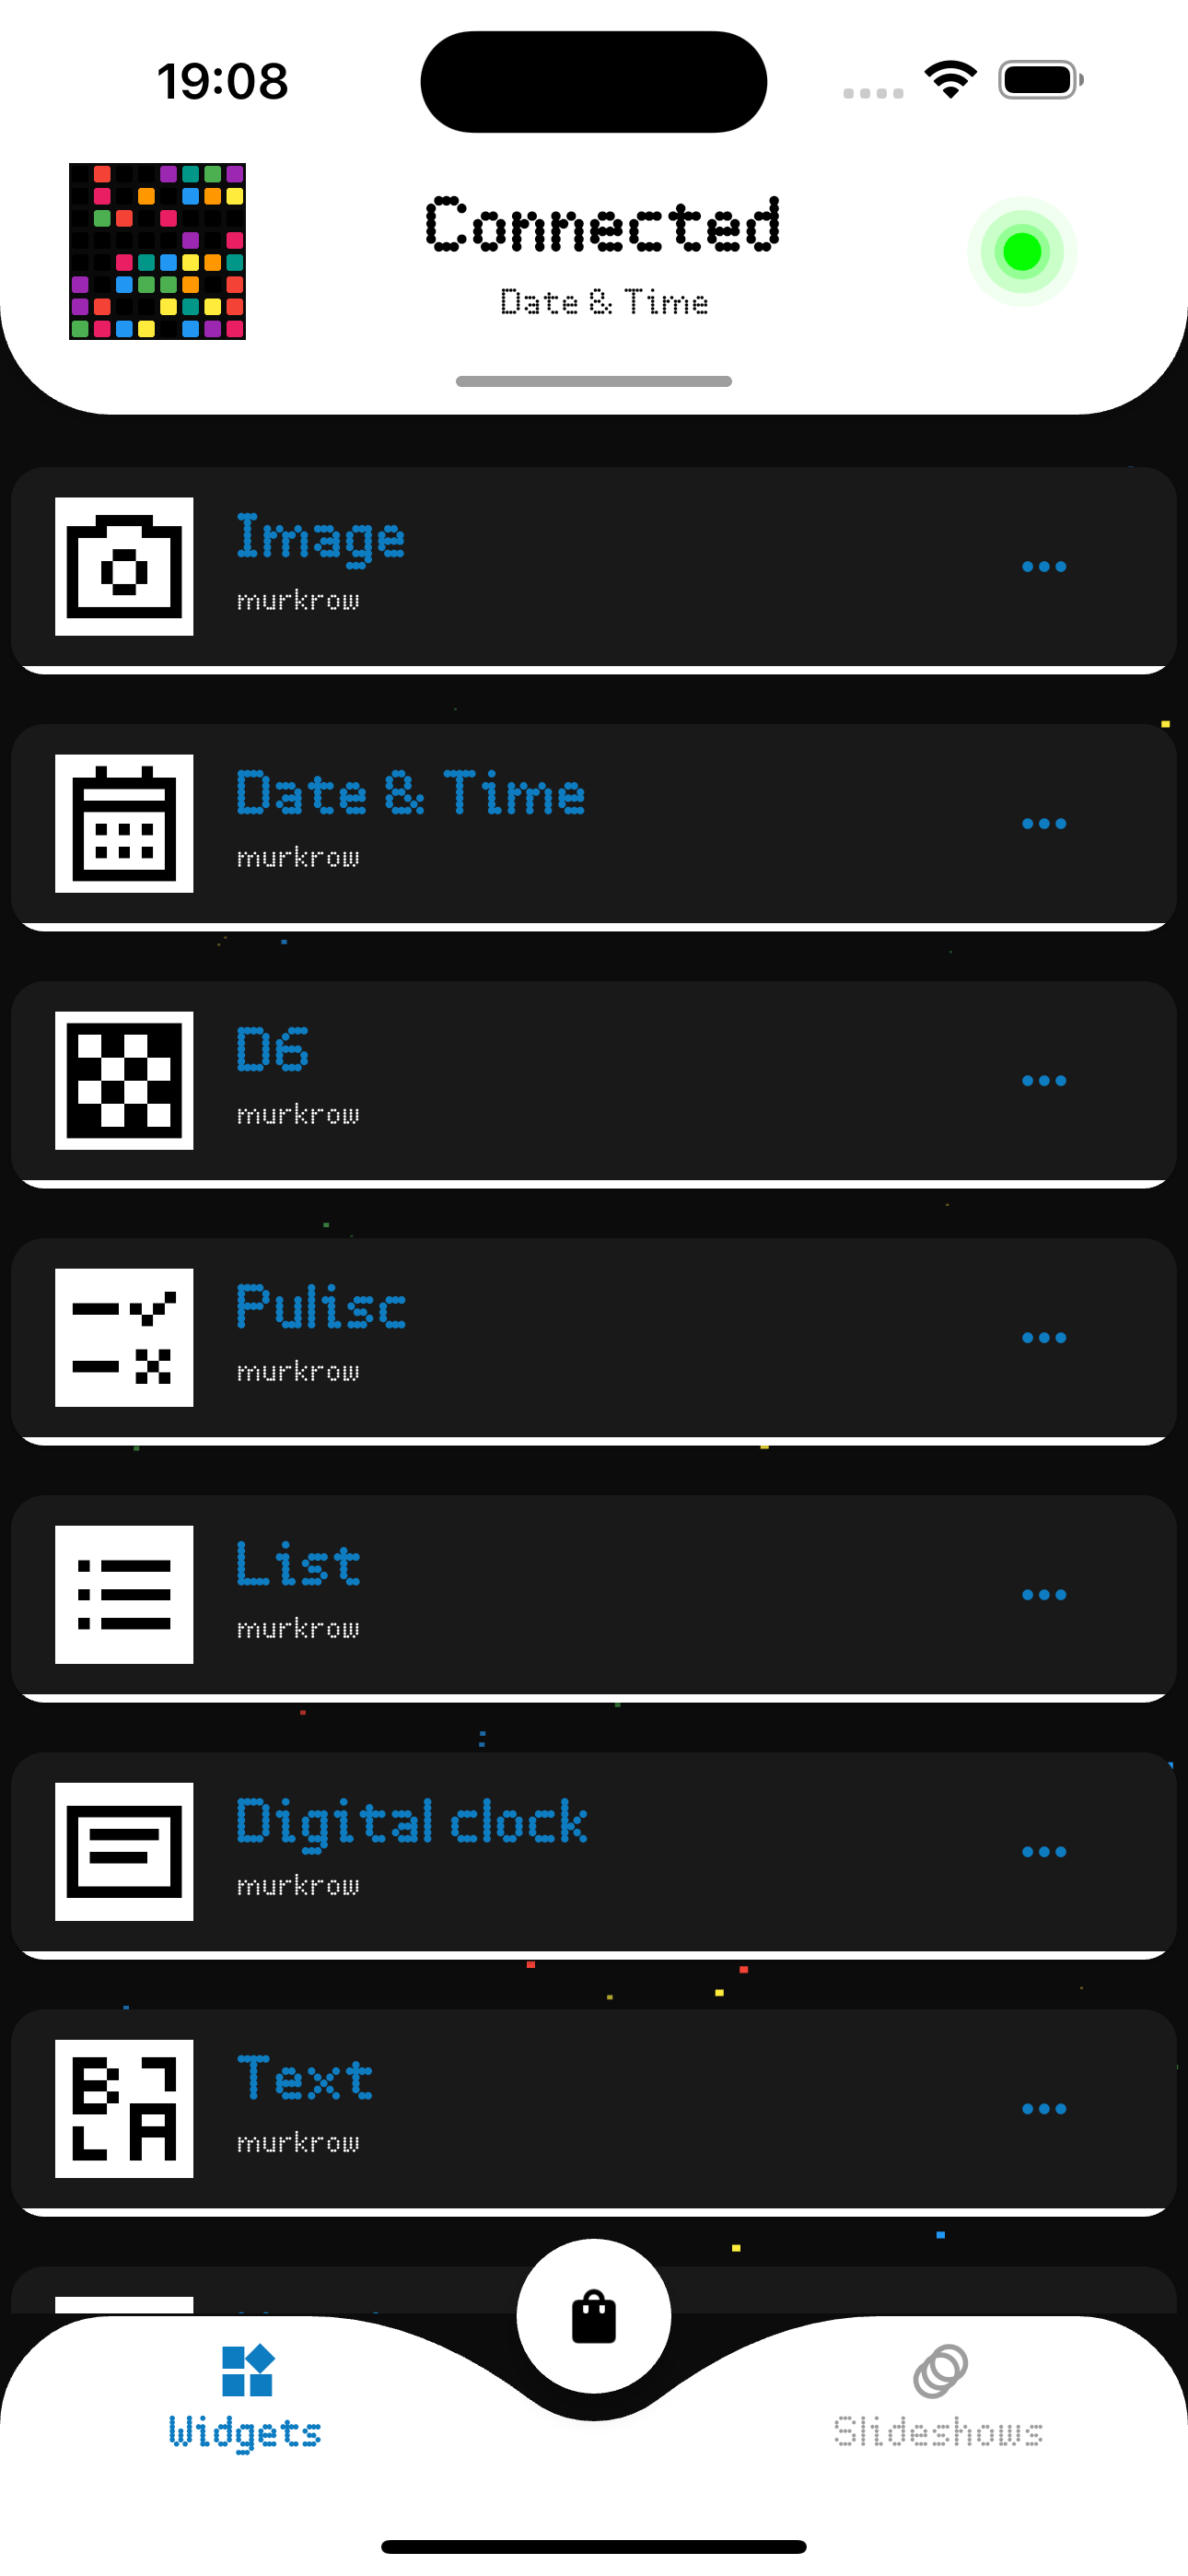 19:08
Connected
Date & Time
Image
murkrow
Date & Time
murkrow
D6
murkrow
Pulisc
murkrow
List
murkrow
Digital clock
murkrow
B
A
Text
murkrow
Widgets
Slideshows